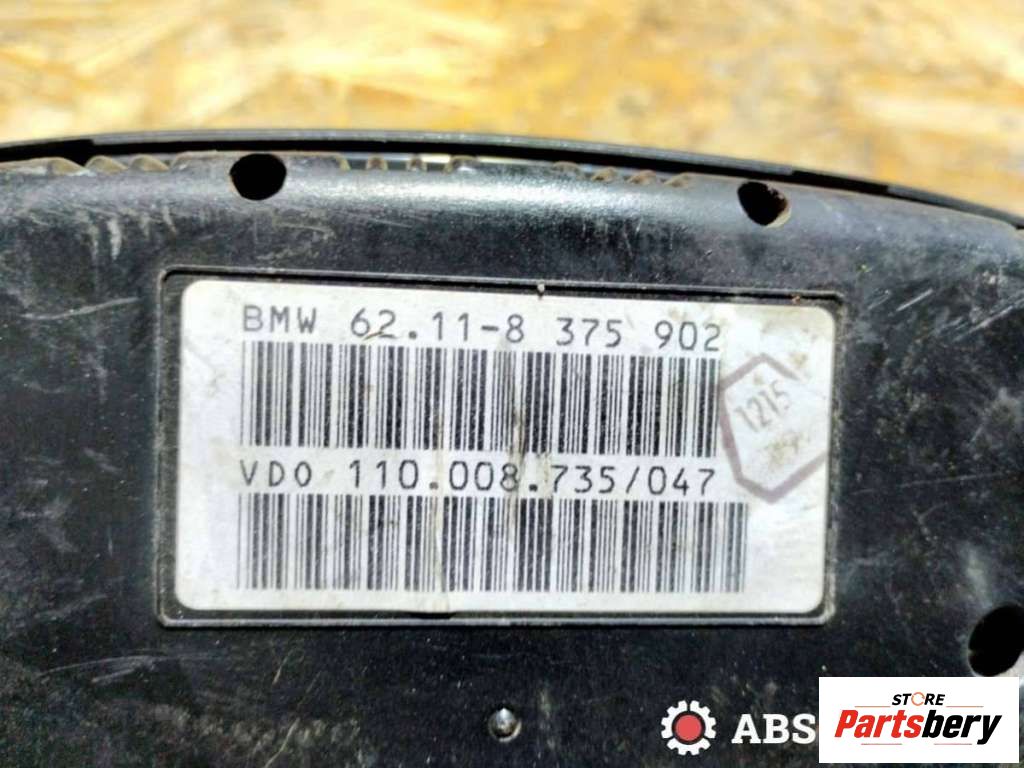 BMW 62.11-8 375 902
1215
VDO 110.008.735/047
ABS
STORE
Partsbery